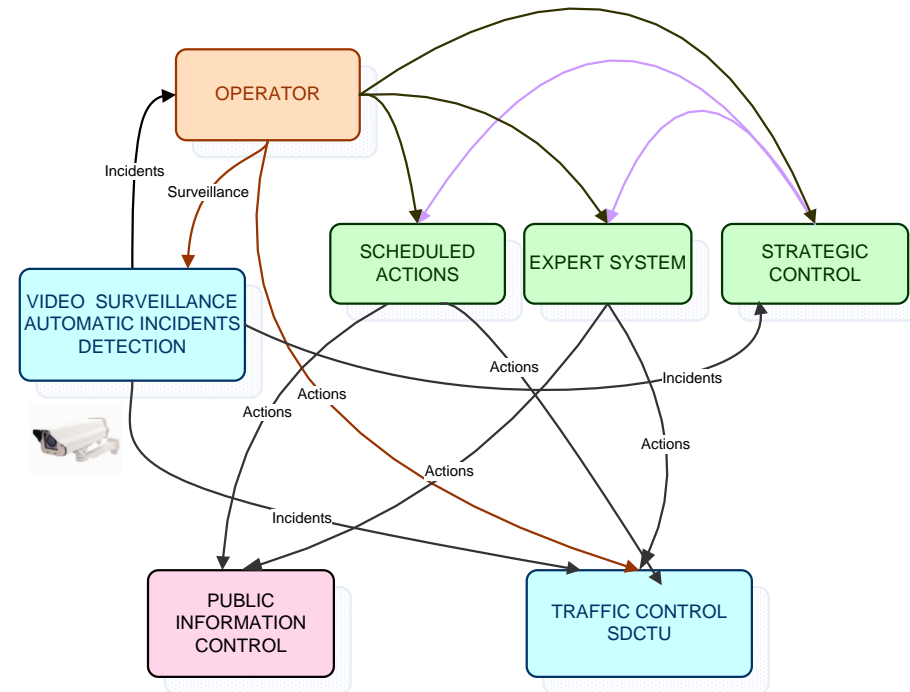 OPERATOR
Incidents
Surveillance
SCHEDULED
ACTIONS
EXPERT SYSTEM
STRATEGIC
CONTROL
VIDEO SURVEILLANCE
AUTOMATIC INCIDENTS
DETECTION
Actions
Incidents
Actions
Actions
Actions
Actions
Incidents
PUBLIC
INFORMATION
CONTROL
TRAFFIC CONTROL
SDCTU